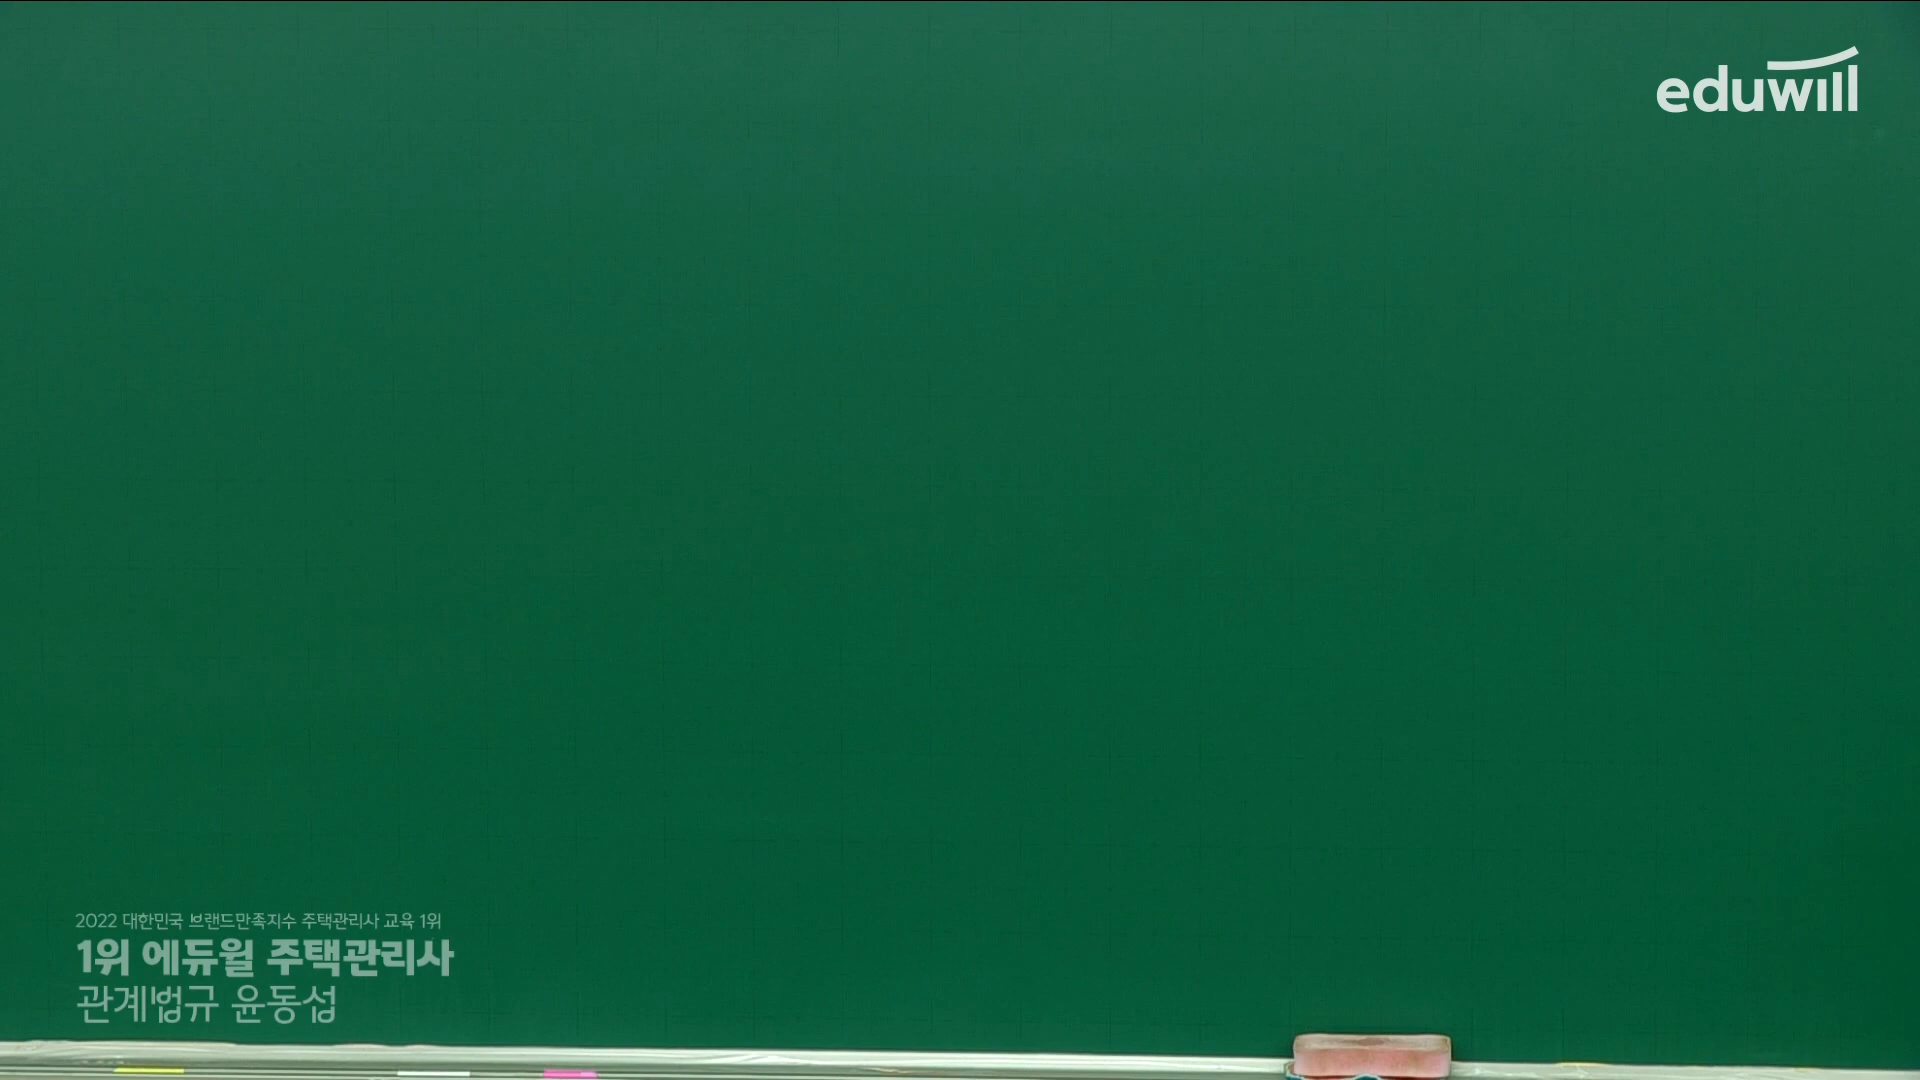 eduwill
2022 대한민국 브랜드만족지수 주택관리사 교육 1위
1위 에듀윌 주택관리사
관계법규 윤동섭